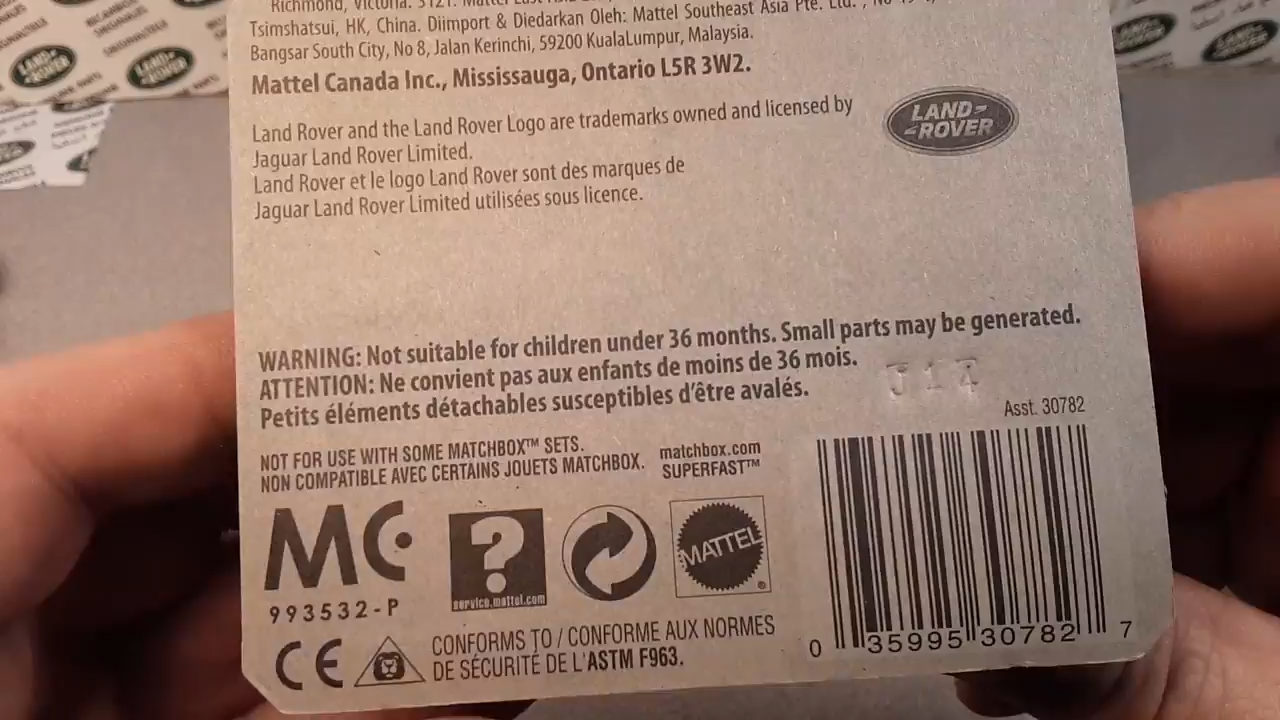 Richmond, Victoria. 3121. Mattel East Asia
Tsimshatsui, HK, China. Diimport & Diedarkan Oleh: Mattel Southeast Asia Pte. Ltd. , No
Bangsar South City, No 8, Jalan Kerinchi, 59200 KualaLumpur, Malaysia.
Mattel Canada Inc., Mississauga, Ontario L5R 3W2.
Land Rover and the Land Rover Logo are trademarks owned and licensed by
Jaguar Land Rover Limited.
Land Rover et le logo Land Rover sont des marques de
Jaguar Land Rover Limited utilisées sous licence.
LAND-
-ROVER
WARNING: Not suitable for children under 36 months. Small parts may be generated.
ATTENTION: Ne convient pas aux enfants de moins de 36 mois.
Petits éléments détachables susceptibles d'être avalés.
J17
Asst. 30782
NOT FOR USE WITH SOME MATCHBOX™ SETS.
NON COMPATIBLE AVEC CERTAINS JOUETS MATCHBOX.
matchbox.com
SUPERFAST™
MC
993532-P
?
service.mattel.com
MATTEL®
CE
CONFORMS TO / CONFORME AUX NORMES
DE SÉCURITÉ DE L'ASTM F963.
0 35995 30782 7
LAND-
-ROVER
LAND-
-ROVER
LAND-
-ROVER